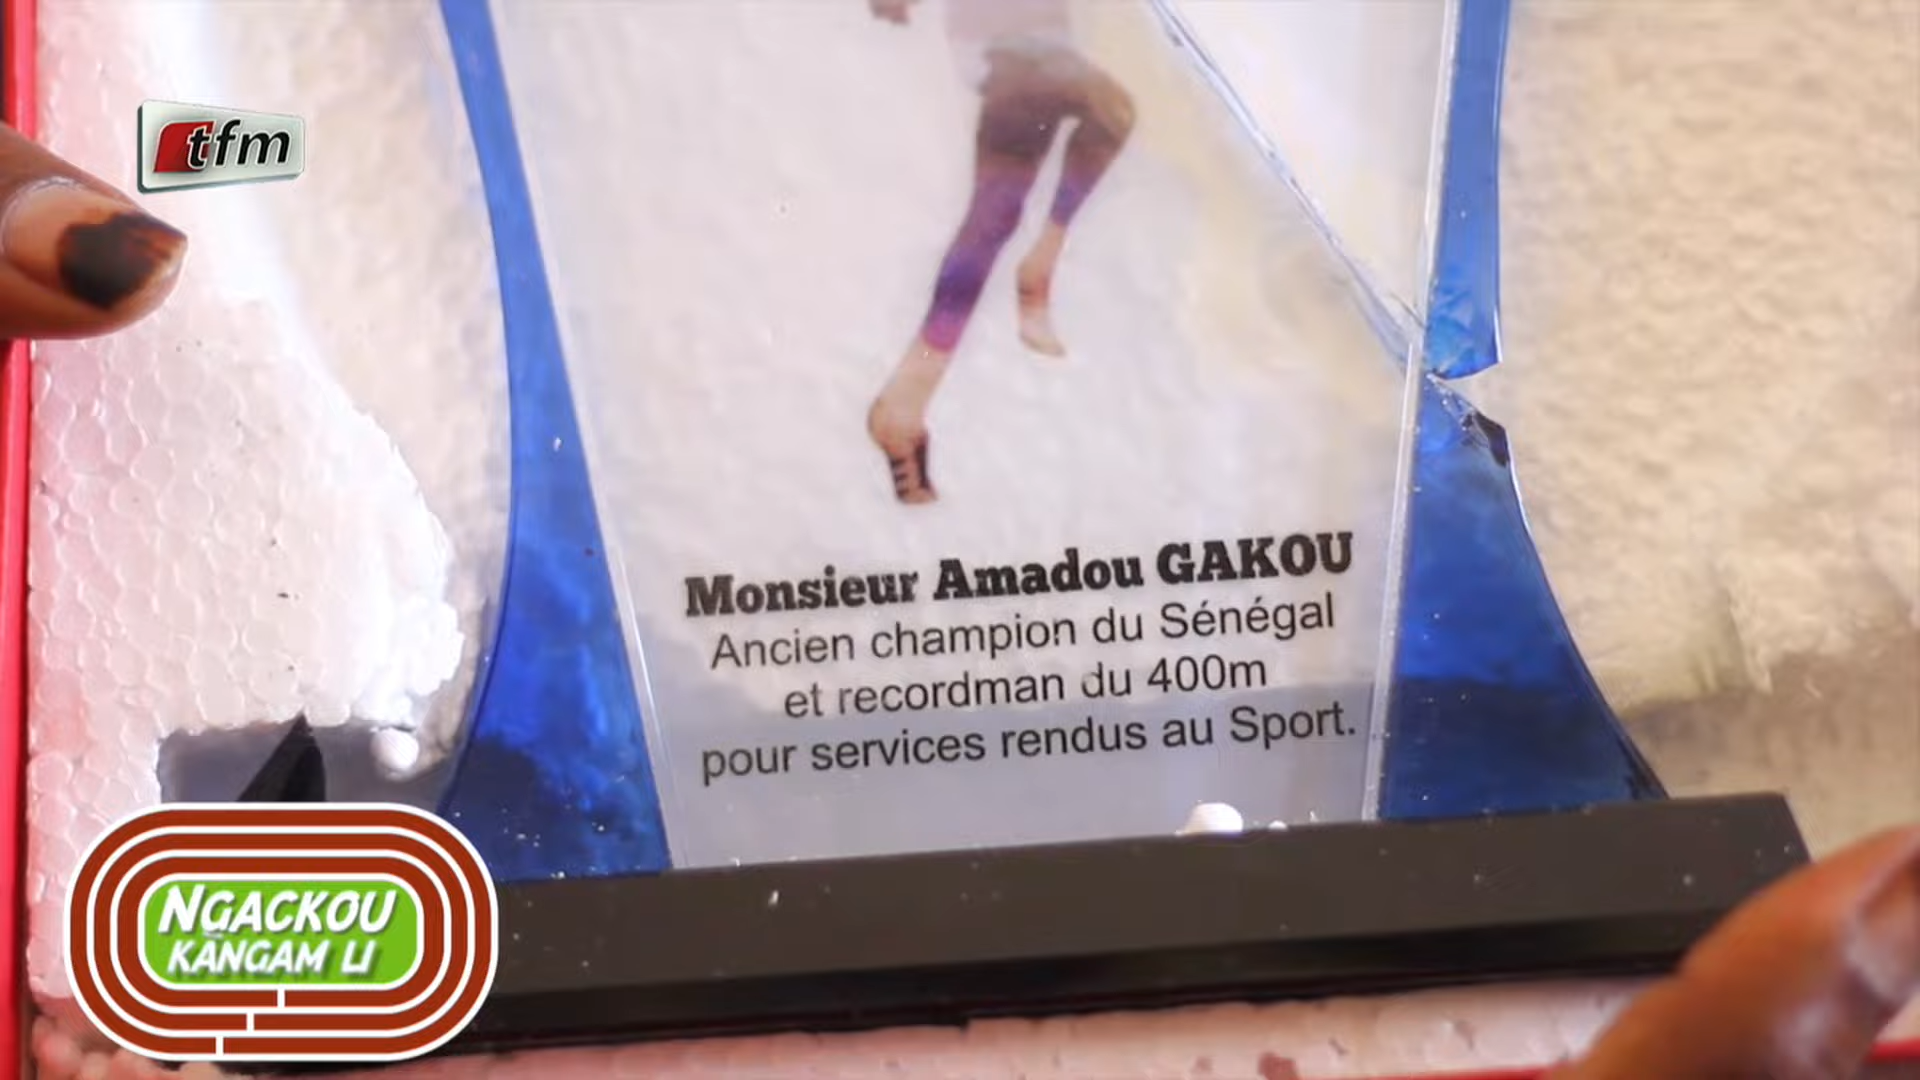 tfm
Monsieur Amadou GAKOU
Ancien champion du Sénégal
et recordman du 400m
pour services rendus au Sport.
NGACKOU
KANGAM LI